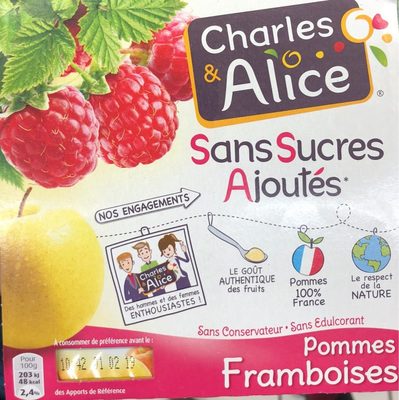 Charles
& Alice
®
Sans Sucres
Ajoutés*
NOS ENGAGEMENTS
Charles
& Alice
Des hommes et des femmes
ENTHOUSIASTES !
LE GOÛT
AUTHENTIQUE
des fruits
Pommes
100%
France
Le respect
de la
NATURE
Sans Conservateur • Sans Edulcorant
Pommes
Framboises
A consommer de préférence avant le :
Pour
100g
203 kJ
48 kcal
2,4%
des Apports de Référence